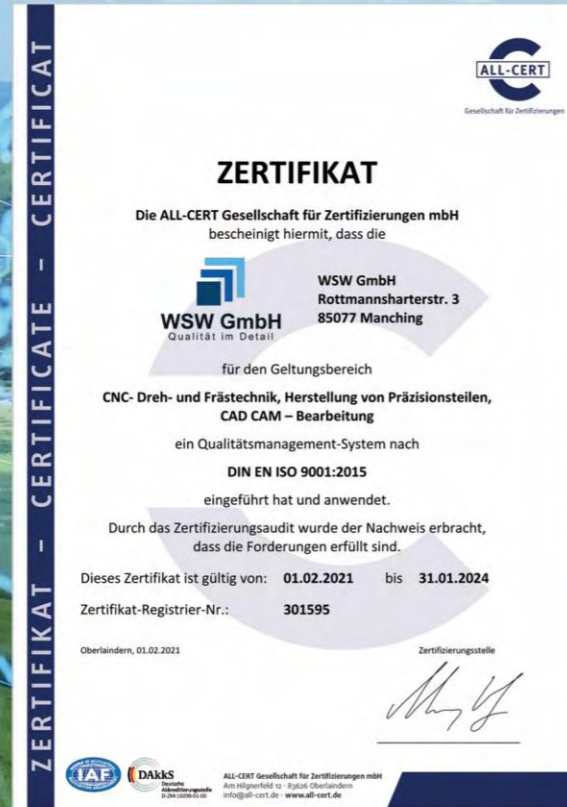 ZERTIFIKAT – CERTIFICATE – CERTIFICAT
ALL-CERT
Gesellschaft für Zertifizierungen
ZERTIFIKAT
Die ALL-CERT Gesellschaft für Zertifizierungen mbH
bescheinigt hiermit, dass die
WSW GmbH
Qualität im Detail
WSW GmbH
Rottmannsharterstr. 3
85077 Manching
für den Geltungsbereich
CNC- Dreh- und Frästechnik, Herstellung von Präzisionsteilen,
CAD CAM – Bearbeitung
ein Qualitätsmanagement-System nach
DIN EN ISO 9001:2015
eingeführt hat und anwendet.
Durch das Zertifizierungsaudit wurde der Nachweis erbracht,
dass die Forderungen erfüllt sind.
Dieses Zertifikat ist gültig von: 01.02.2021 bis 31.01.2024
Zertifikat-Registrier-Nr.: 301595
Oberlaindern, 01.02.2021 Zertifizierungsstelle
IAF
DAkkS
Deutsche
Akkreditierungsstelle
ALL-CERT Gesellschaft für Zertifizierungen mbH
Am Hilgnerfeld 12 - 83626 Oberlaindern
info@all-cert.de - www.all-cert.de